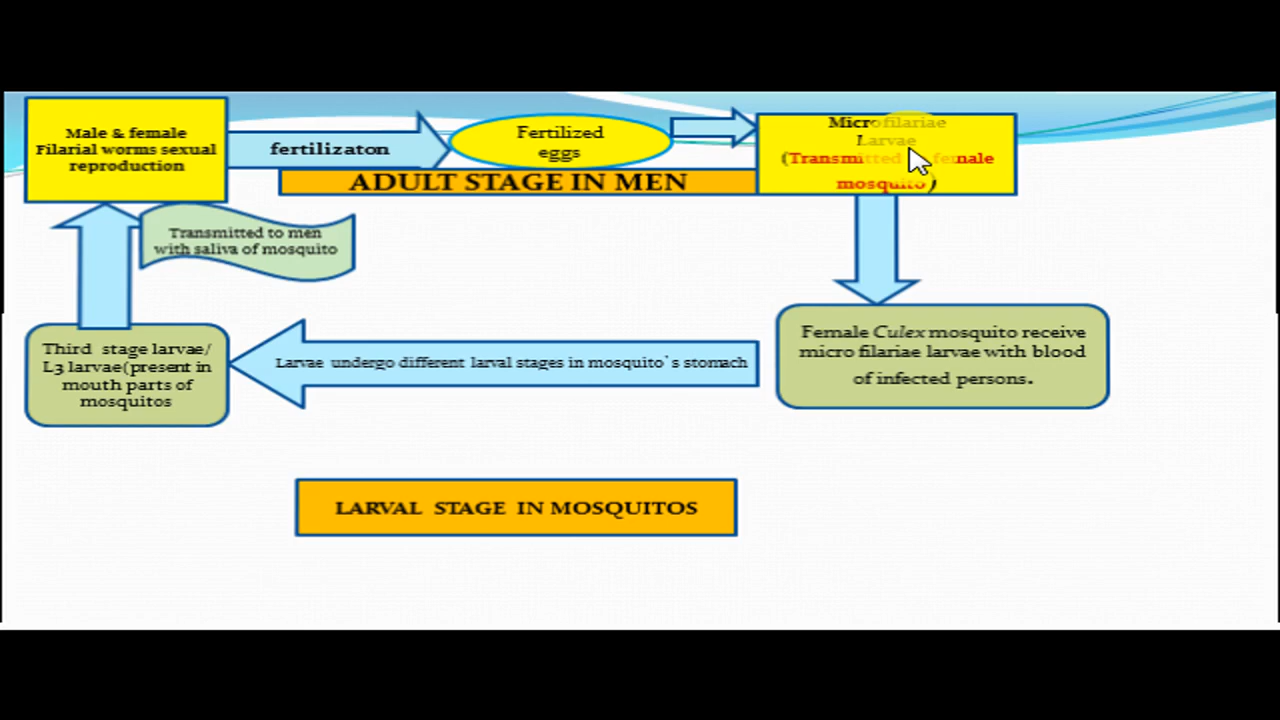 Male & female
Filarial worms sexual
reproduction
fertilizaton
Fertilized
eggs
Microfilariae
Larvae
(Transmitted female
mosquito)
ADULT STAGE IN MEN
Transmitted to men
with saliva of mosquito
Female Culex mosquito receive
micro filariae larvae with blood
of infected persons.
Larvae undergo different larval stages in mosquito`s stomach
Third stage larvae/
L3 larvae(present in
mouth parts of
mosquitos
LARVAL STAGE IN MOSQUITOS